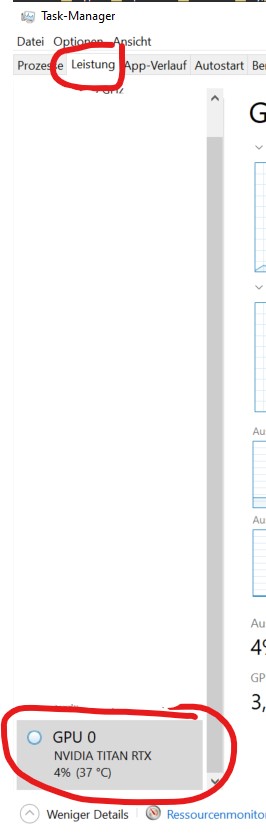 Task-Manager
Datei Optionen Ansicht
Prozesse Leistung App-Verlauf Autostart Be
GHz
G
Au
Au
Au
4%
GP
3,
GPU 0
NVIDIA TITAN RTX
4% (37 °C)
Weniger Details Ressourcenmonito